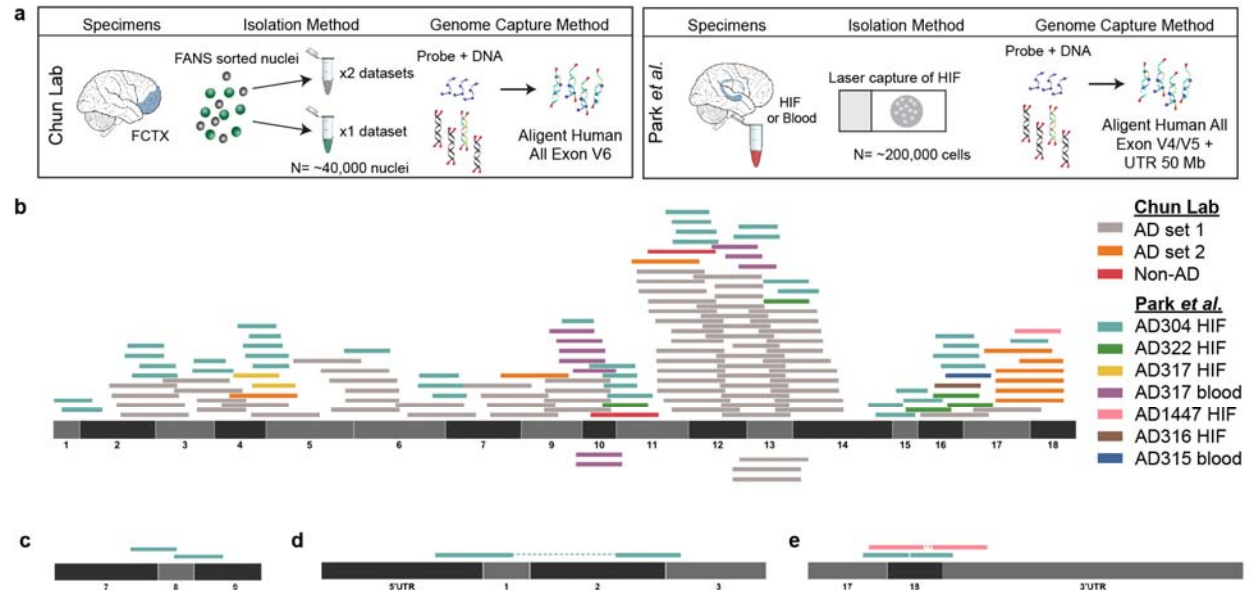 a
Specimens Isolation Method Genome Capture Method
Chun Lab
FCTX
FANS sorted nuclei
x2 datasets
x1 dataset
N= ~40,000 nuclei
Probe + DNA
Aligent Human
All Exon V6
Specimens Isolation Method Genome Capture Method
Park et al.
HIF
or Blood
Laser capture of HIF
N= ~200,000 cells
Probe + DNA
Aligent Human All
Exon V4/V5 +
UTR 50 Mb
b
Chun Lab
AD set 1
AD set 2
Non-AD
Park et al.
AD304 HIF
AD322 HIF
AD317 HIF
AD317 blood
AD1447 HIF
AD316 HIF
AD315 blood
1 2 3 4 5 6 7 9 10 11 12 13 14 15 16 17 18
c
7 8 9
d
5'UTR 1 2 3
e
17 18 3'UTR